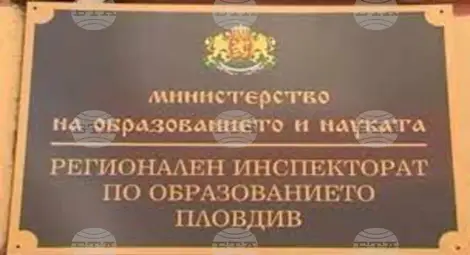 МИНИСТЕРСТВО
НА ОБРАЗОВАНИЕТО И НАУКАТА
РЕГИОНАЛЕН ИНСПЕКТОРАТ
ПО ОБРАЗОВАНИЕТО
ПЛОВДИВ